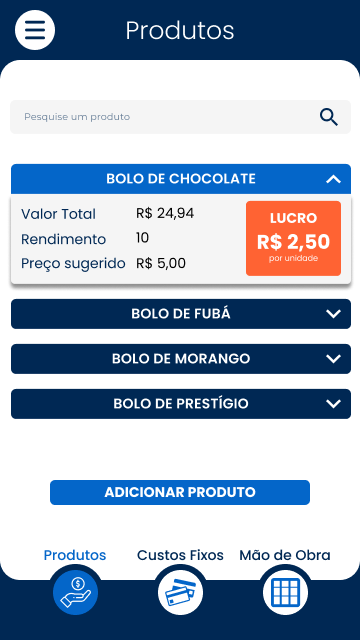 Produtos
Pesquise um produto
BOLO DE CHOCOLATE
Valor Total R$ 24,94
Rendimento 10
Preço sugerido R$ 5,00
LUCRO
R$ 2,50
por unidade
BOLO DE FUBÁ
BOLO DE MORANGO
BOLO DE PRESTÍGIO
ADICIONAR PRODUTO
Produtos Custos Fixos Mão de Obra